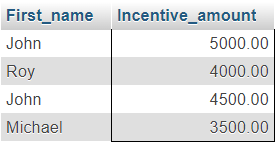 First_name Incentive_amount
John 5000.00
Roy 4000.00
John 4500.00
Michael 3500.00